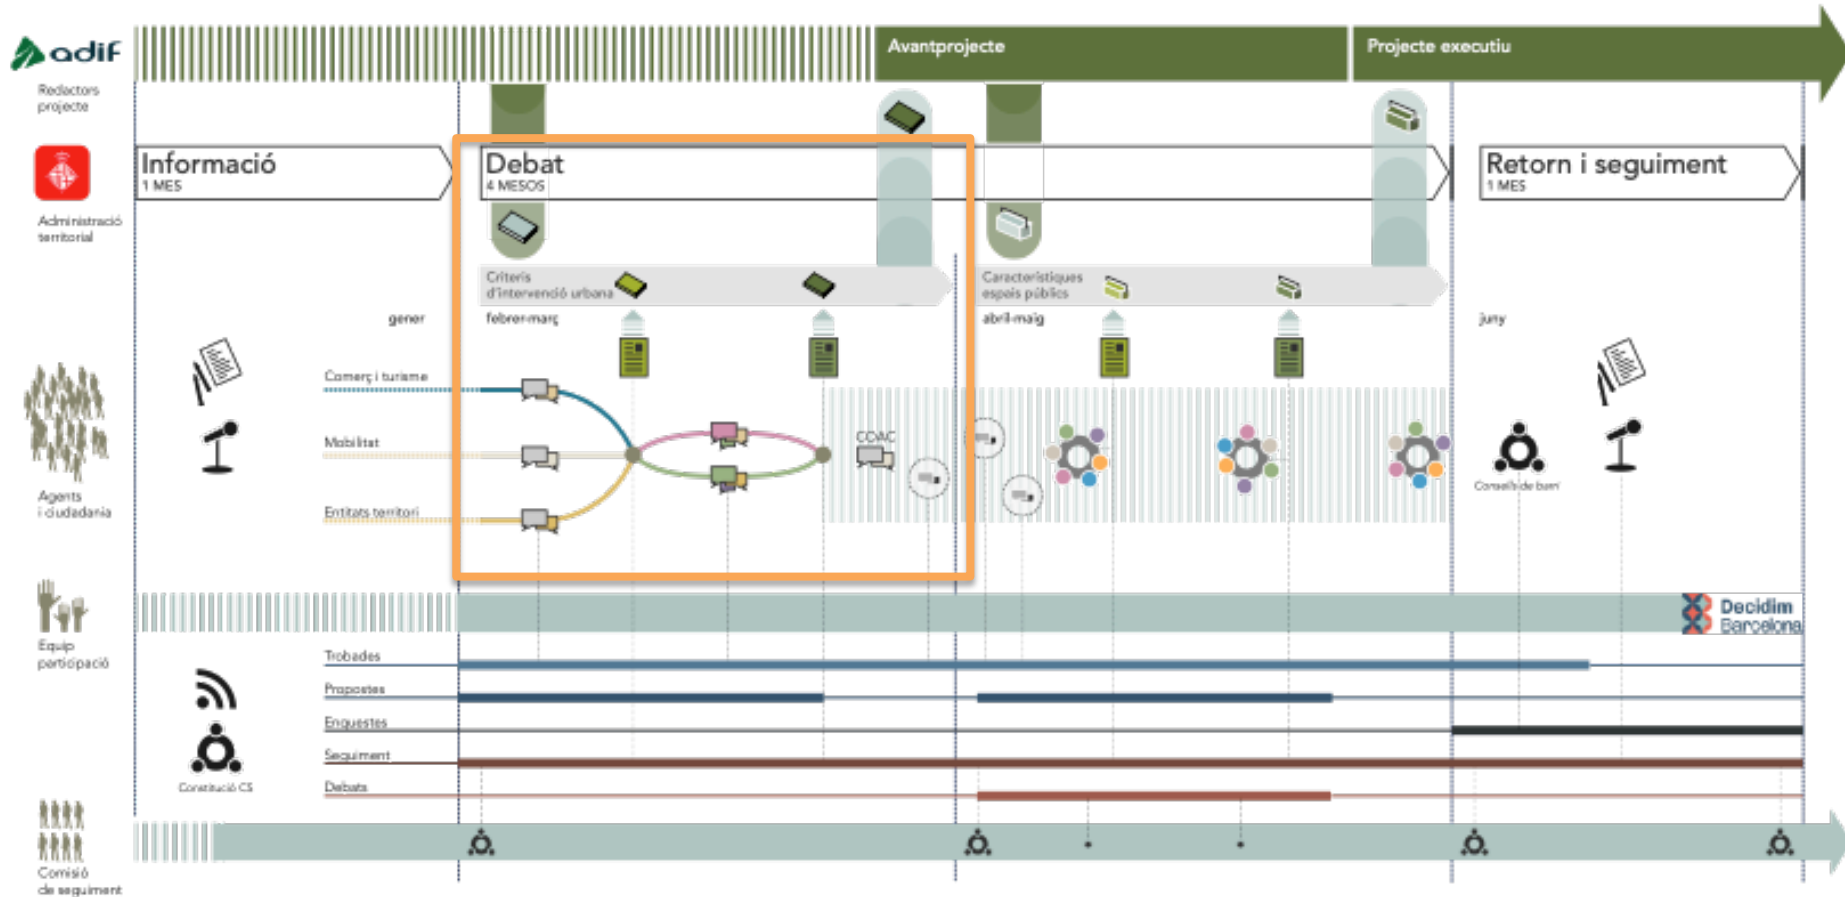 adif
Avantprojecte
Projecte executiu
Redactors
projecte
Informació
1 MES
Debat
4 MESOS
Retorn i seguiment
1 MES
Administració
territorial
Criteris
d'intervenció urbana
Característiques
espais públics
gener
febrer-març
abril-maig
juny
Comerç i turisme
Mobilitat
COAC
Entitats territori
Agents
i ciudadania
Consells de barri
Decidim
Barcelona
Equip
participació
Trobades
Propostes
Enquestes
Seguiment
Constitució CS
Debats
Comisió
de seguiment